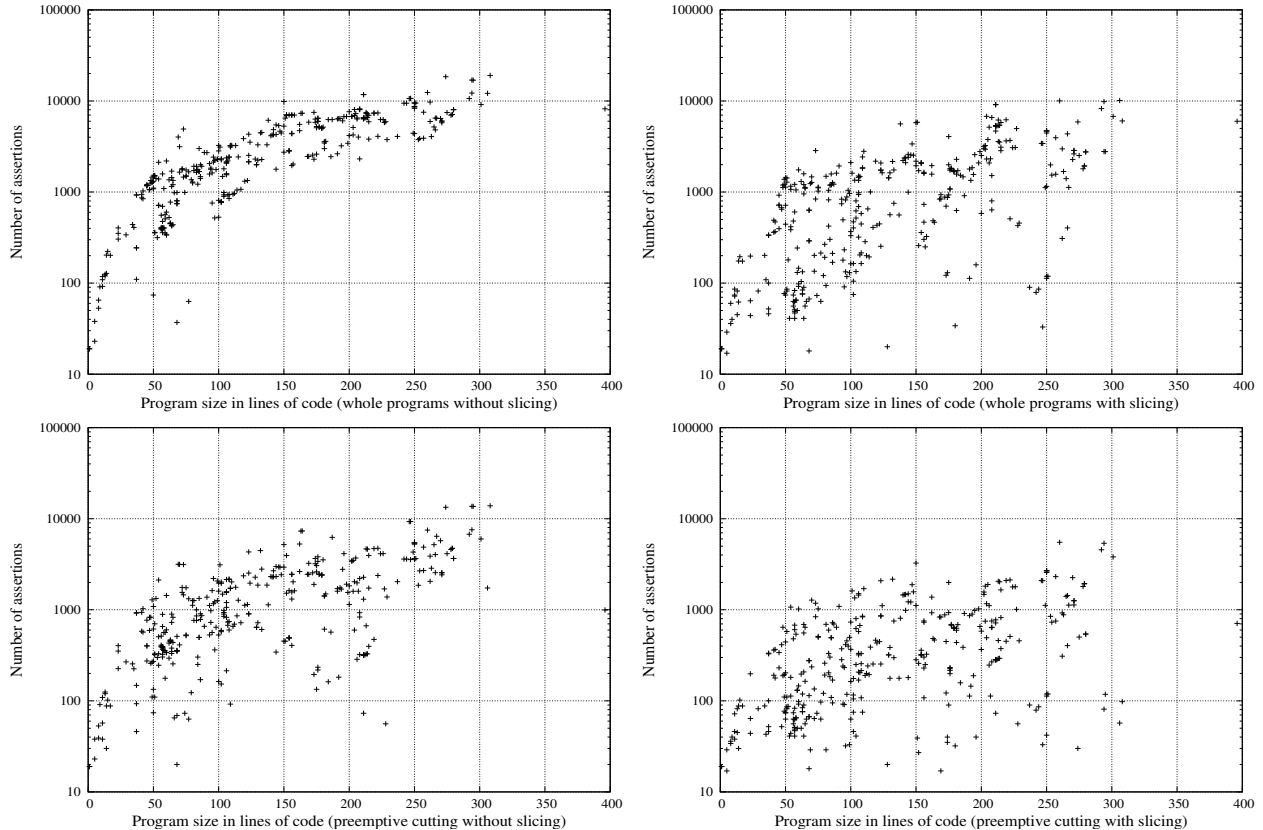 100000
10000
1000
100
10
Number of assertions
0 50 100 150 200 250 300 350 400
Program size in lines of code (whole programs without slicing)
100000
10000
1000
100
10
Number of assertions
0 50 100 150 200 250 300 350 400
Program size in lines of code (whole programs with slicing)
100000
10000
1000
100
10
Number of assertions
0 50 100 150 200 250 300 350 400
Program size in lines of code (preemptive cutting without slicing)
100000
10000
1000
100
10
Number of assertions
0 50 100 150 200 250 300 350 400
Program size in lines of code (preemptive cutting with slicing)